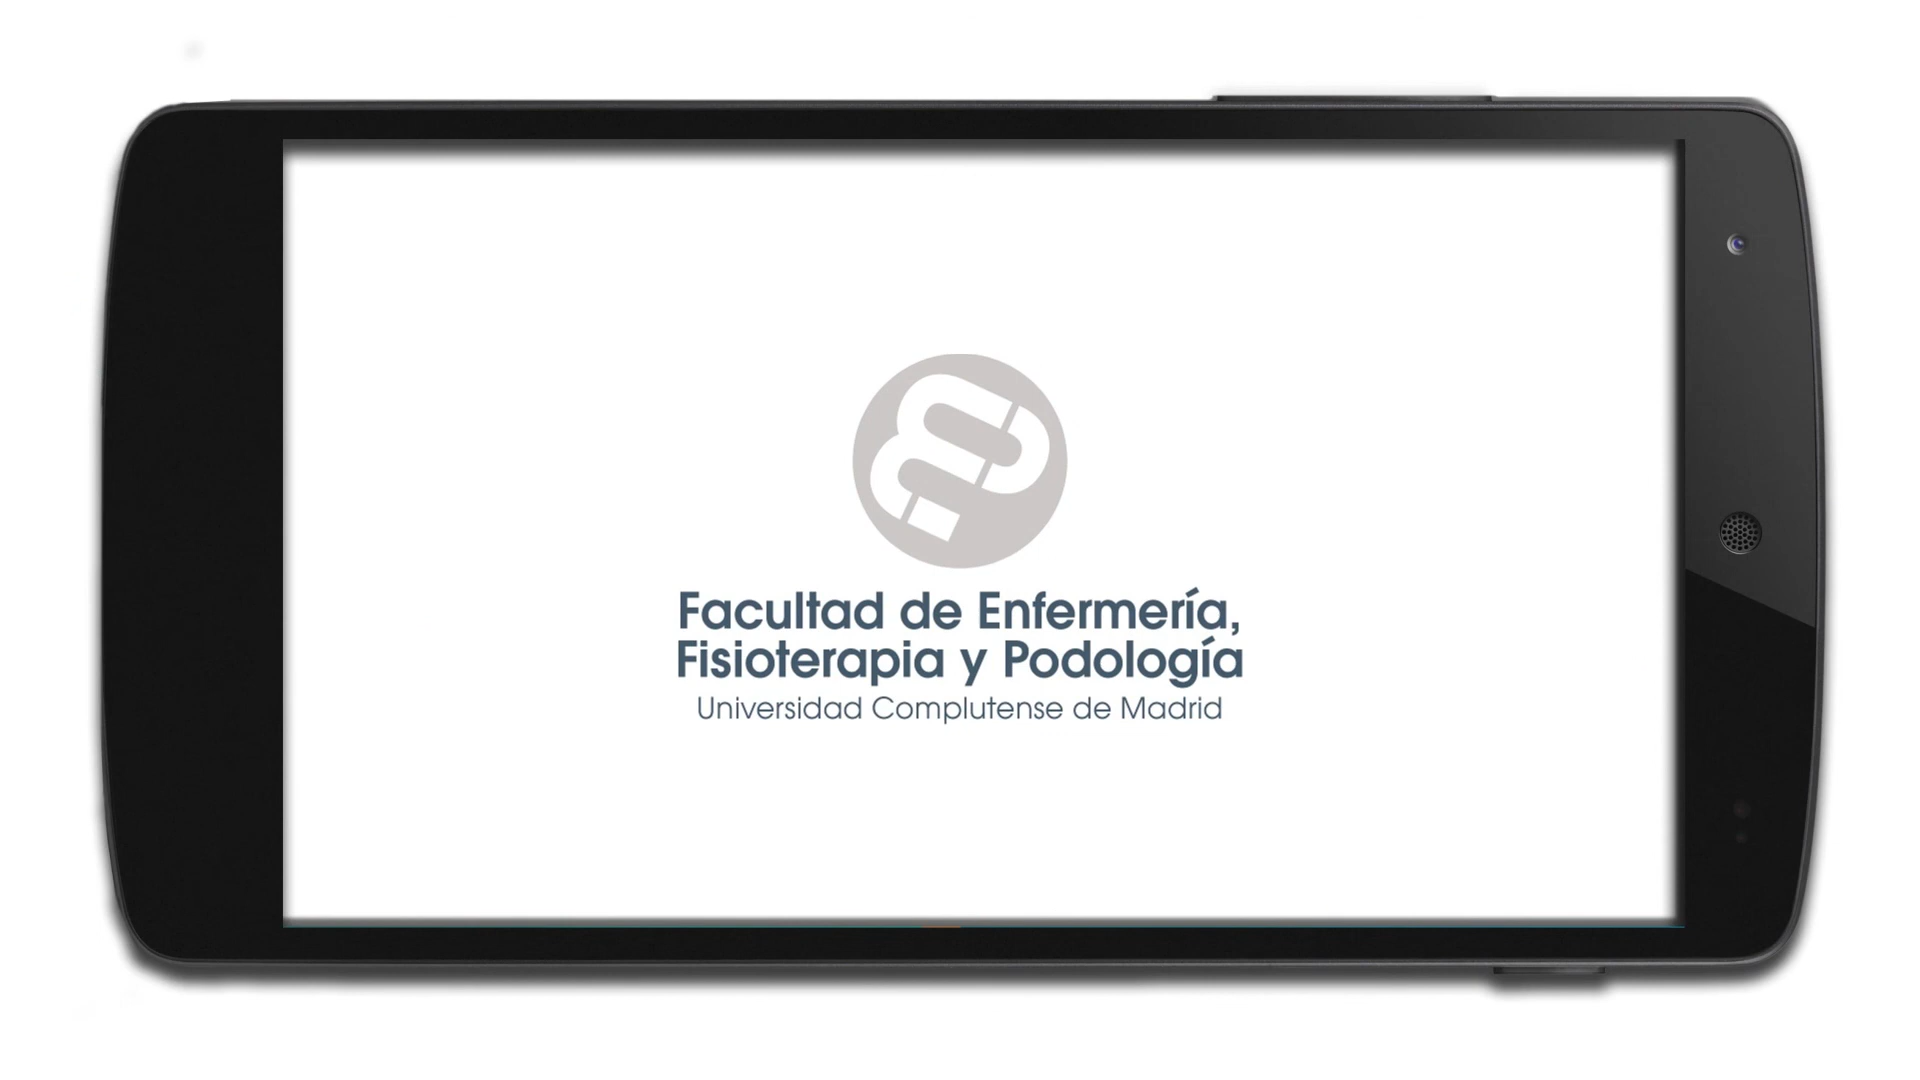 Facultad de Enfermería,
Fisioterapia y Podología
Universidad Complutense de Madrid